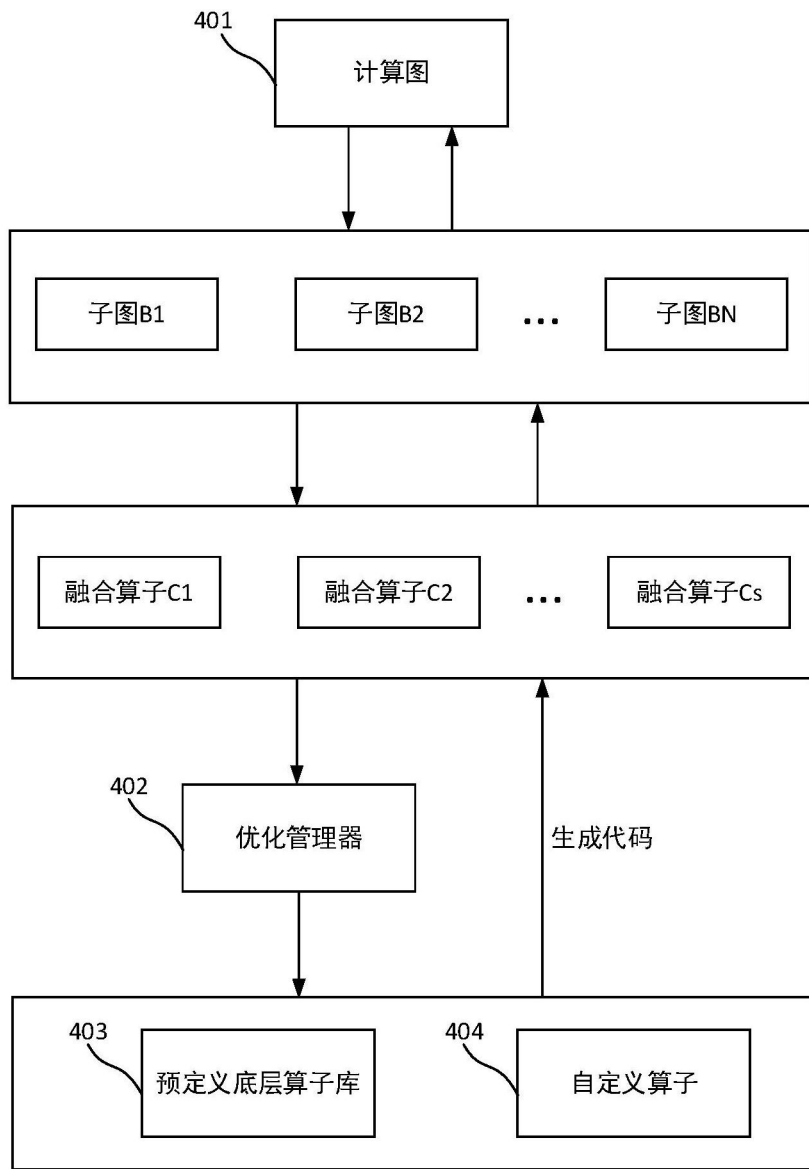 401
计算图
子图B1
子图B2
...
子图BN
融合算子C1
融合算子C2
...
融合算子Cs
402
优化管理器
生成代码
403
预定义底层算子库
404
自定义算子